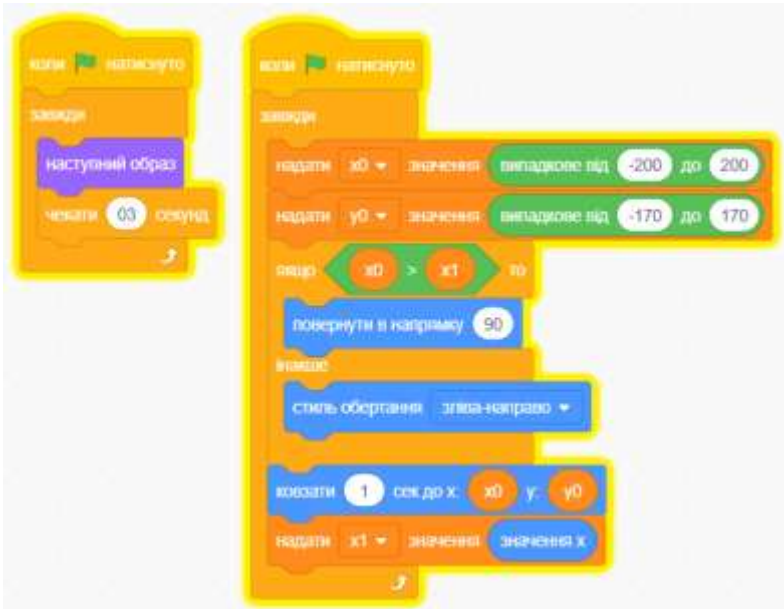 коли натиснуто
завжди
наступний образ
чекати 03 секунд
коли натиснуто
завжди
надати x0 значення випадкове від -200 до 200
надати y0 значення випадкове від -170 до 170
якщо x0 > x1 то
повернути в напрямку 90
інакше
стиль обертання зліва-направо
ковзати 1 сек до x: x0 y: y0
надати x1 значення значення x